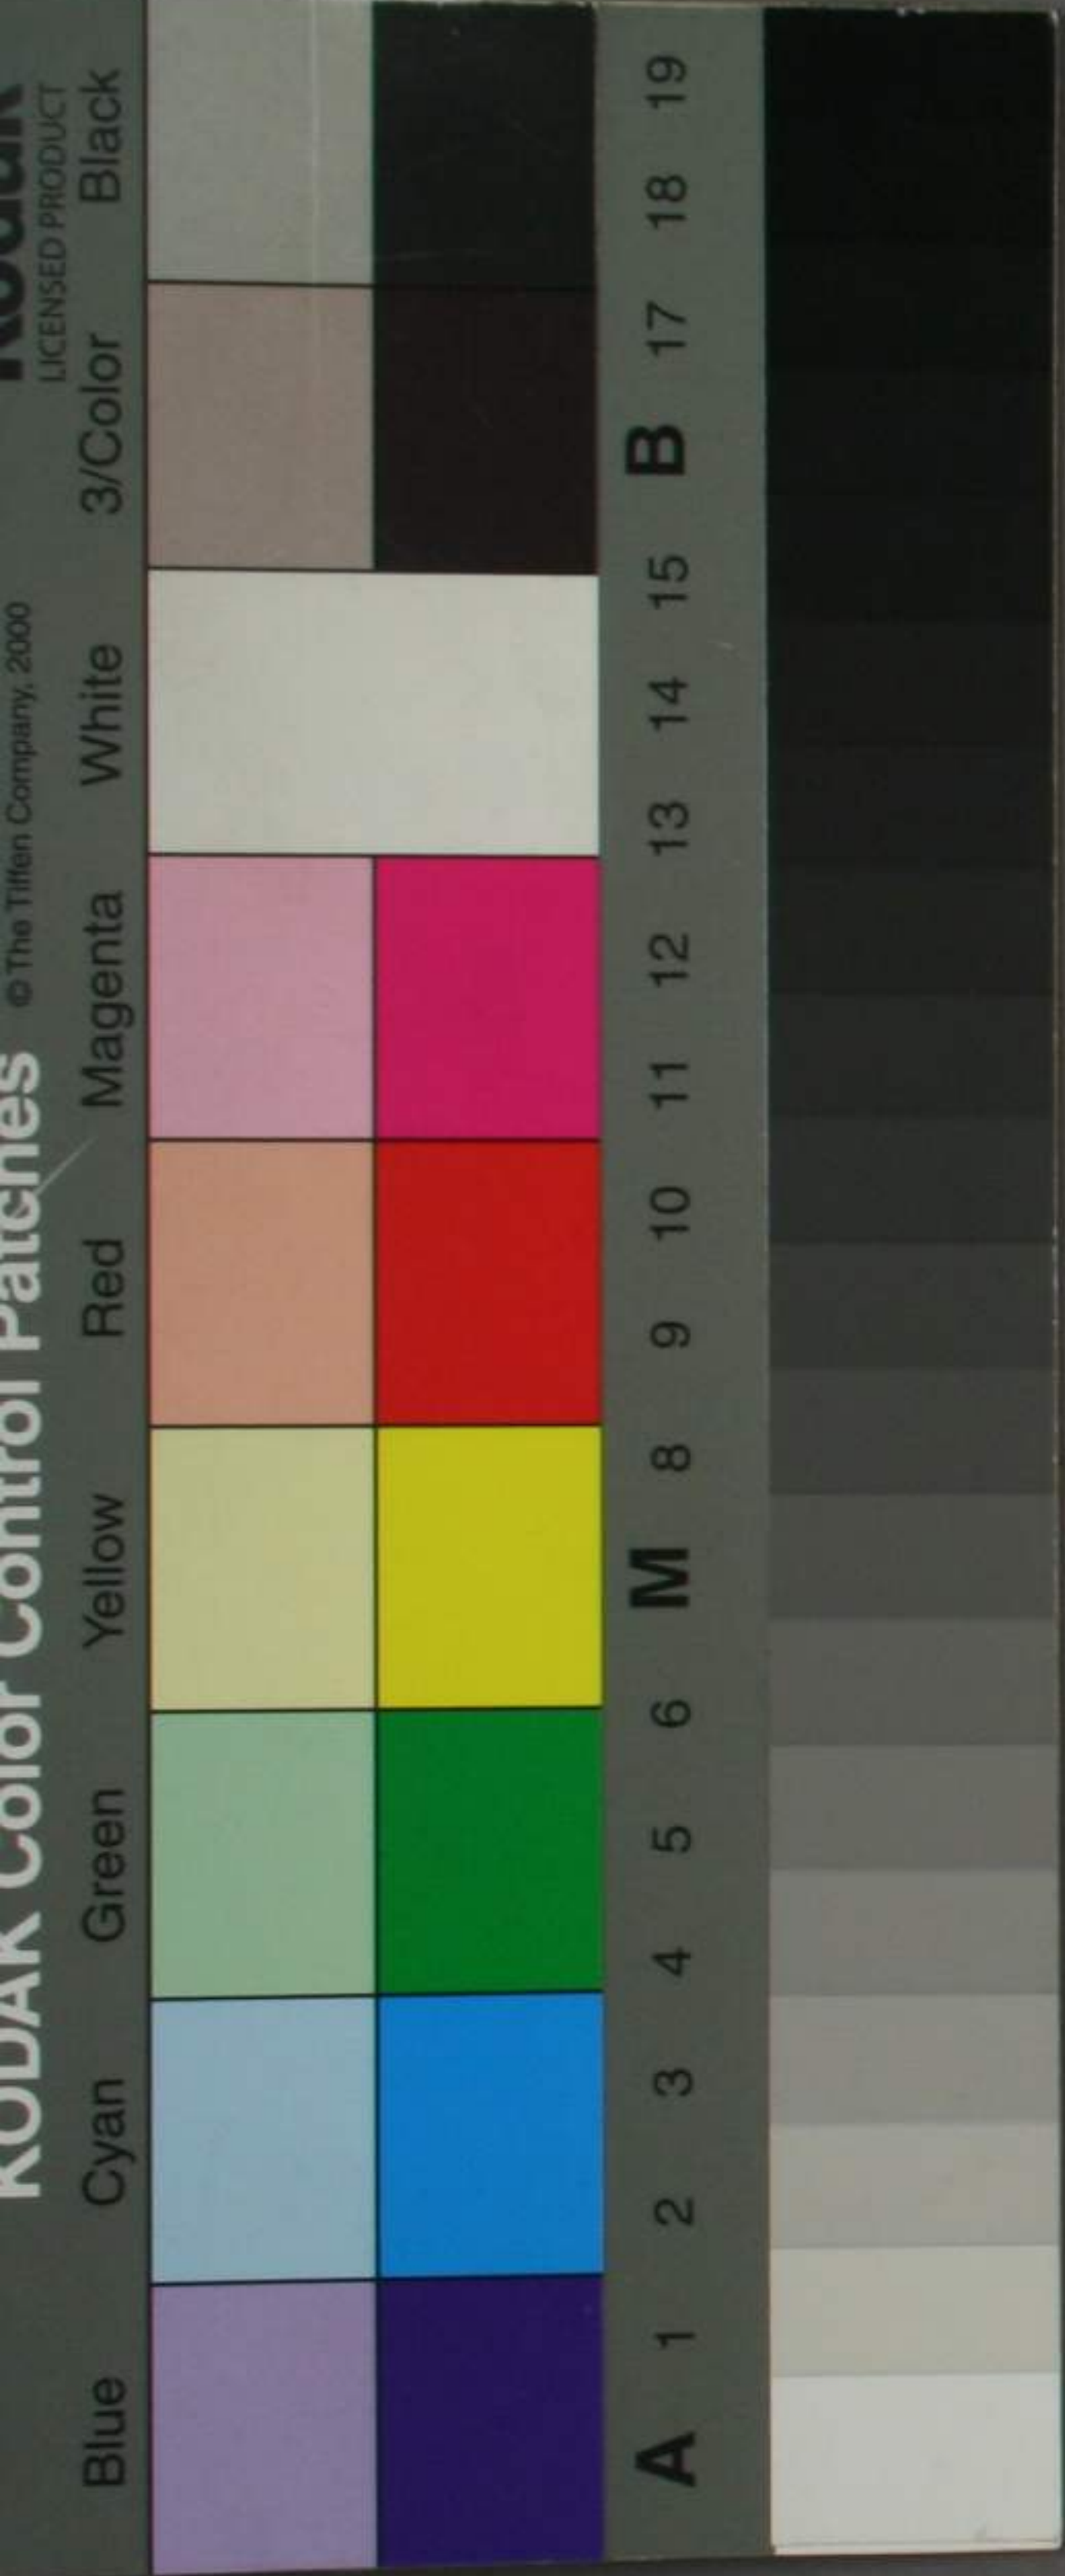 KODAK Color Control Patches © The Tiffen Company, 2000 Kodak
LICENSED PRODUCT
Blue Cyan Green Yellow Red Magenta White 3/Color Black
A 1 2 3 4 5 6 M 8 9 10 11 12 13 14 15 B 17 18 19